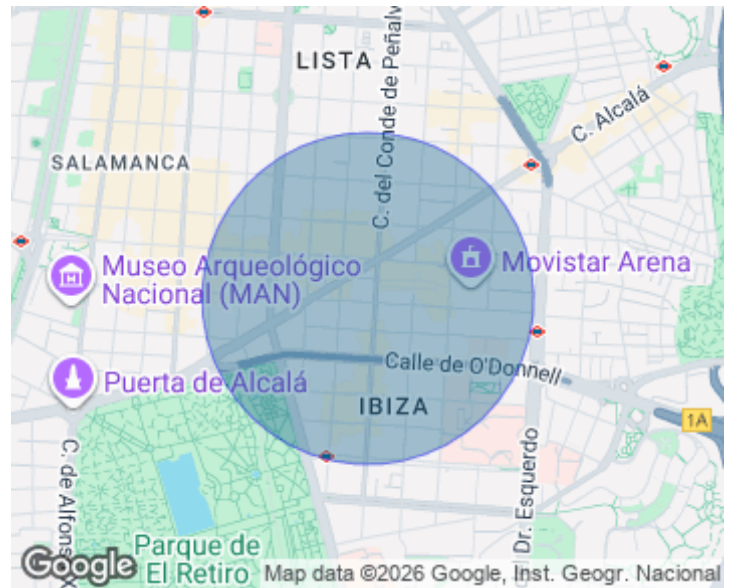 LISTA
C. del Conde de Peñalv
C. Alcalá
SALAMANCA
Museo Arqueológico
Nacional (MAN)
Movistar Arena
Puerta de Alcalá
Calle de O'Donnell
IBIZA
1A
C. de Alfonso X
Dr. Esquerdo
Parque de
El Retiro
Google
Map data ©2026 Google, Inst. Geogr. Nacional